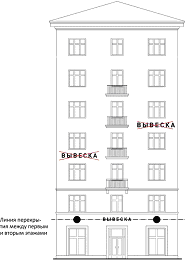 ВЫВЕСКА
ВЫВЕСКА
Линия перекры-
тия между первым
и вторым этажами
ВЫВЕСКА